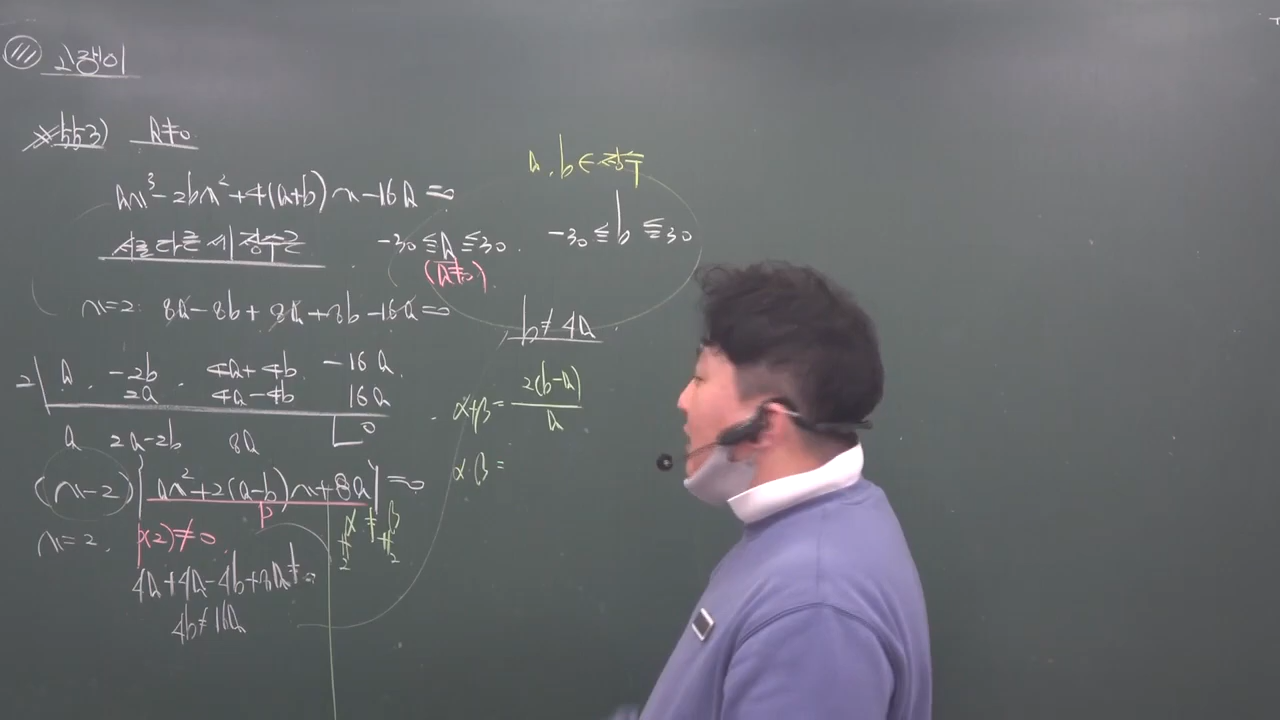 고쟁이
a≠0
ax³-2bx²+4(a+b)x-16a=0
서로 다른 세 정수근
x=2: 8a-8b+8a+8b-16a=0
2 | a -2b 4a+4b -16a
2a 4a-4b 16a
a 2a-2b 8a 0
(x-2)(ax²+2(a-b)x+8a)=0
P
x=2. p(2)≠0
4a+4a-4b+8a≠0
4b≠16a
α≠β
≠ ≠
2 2
a, b∈정수
-30≤a≤30. -30≤b≤30
(a≠0)
b≠4a
α+β= 2(b-a)/a
α·β=